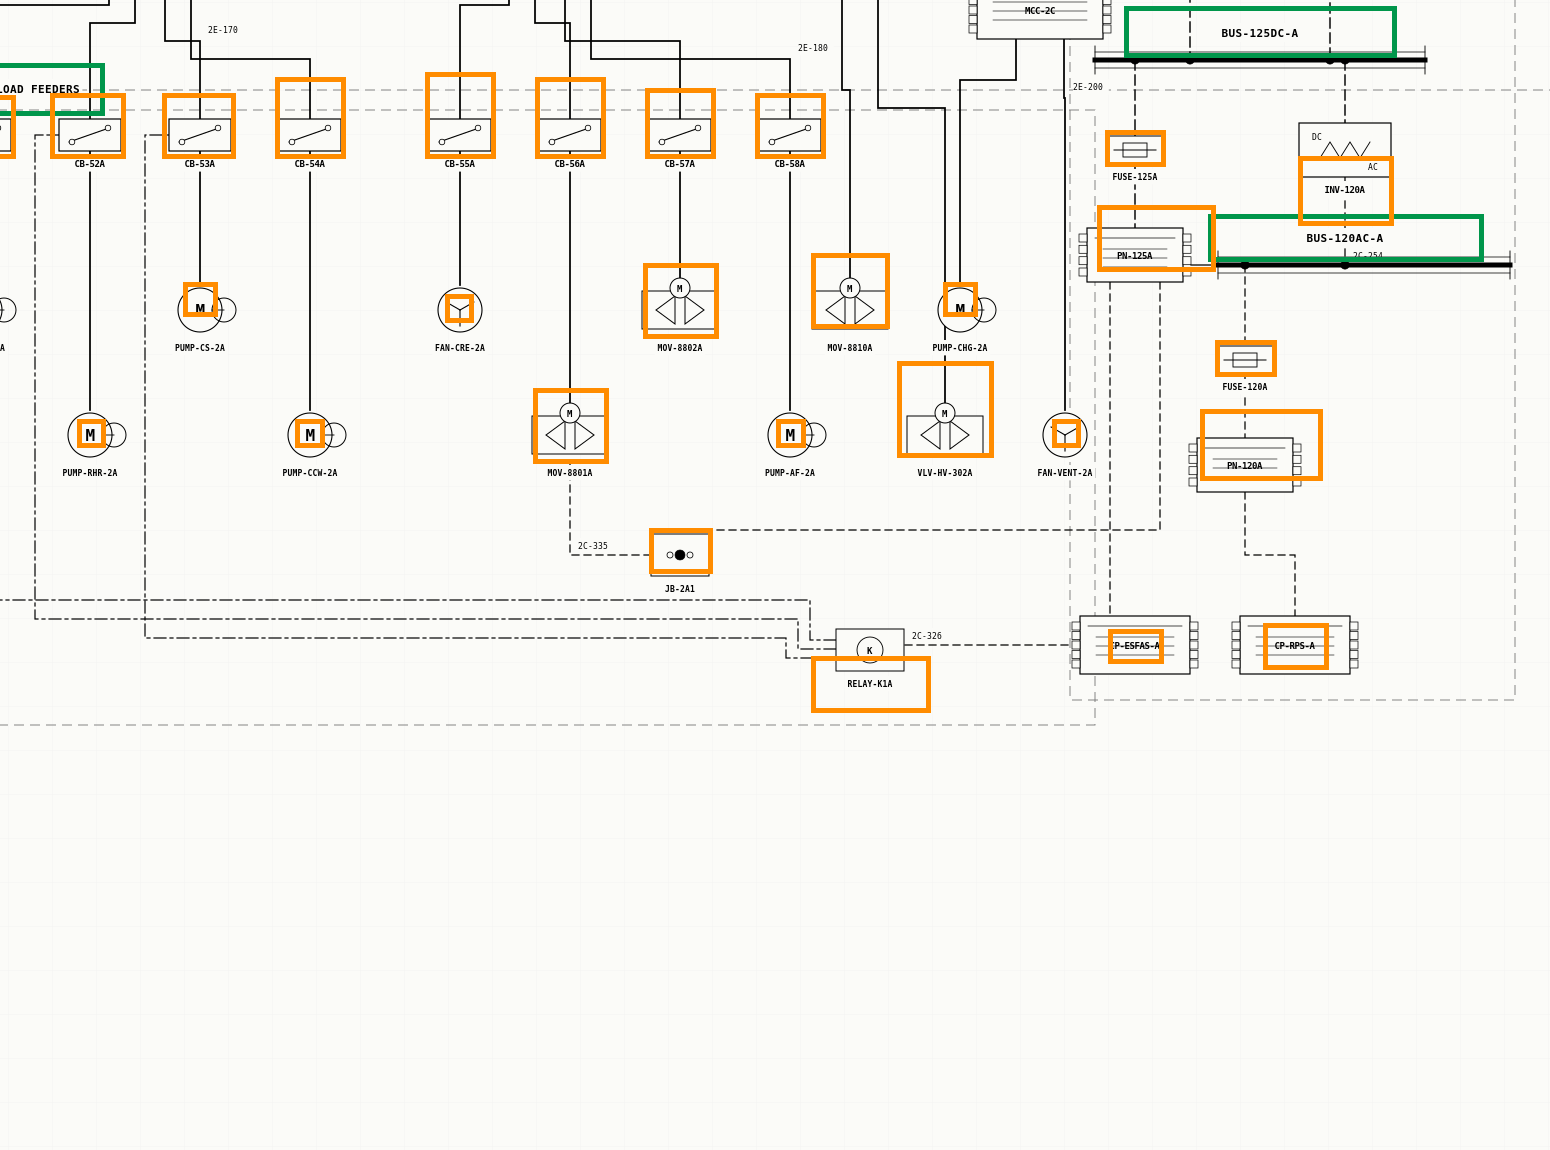 MCC-2C
2E-170
BUS-125DC-A
2E-180
LOAD FEEDERS
2E-200
DC
CB-52A
CB-53A
CB-54A
CB-55A
CB-56A
CB-57A
CB-58A
AC
FUSE-125A
INV-120A
BUS-120AC-A
PN-125A
2C-254
M
M
M
M
A
PUMP-CS-2A
FAN-CRE-2A
MOV-8802A
MOV-8810A
PUMP-CHG-2A
FUSE-120A
M
M
M
M
M
PUMP-RHR-2A
PUMP-CCW-2A
MOV-8801A
PUMP-AF-2A
VLV-HV-302A
FAN-VENT-2A
PN-120A
2C-335
JB-2A1
2C-326
K
CP-ESFAS-A
CP-RPS-A
RELAY-K1A